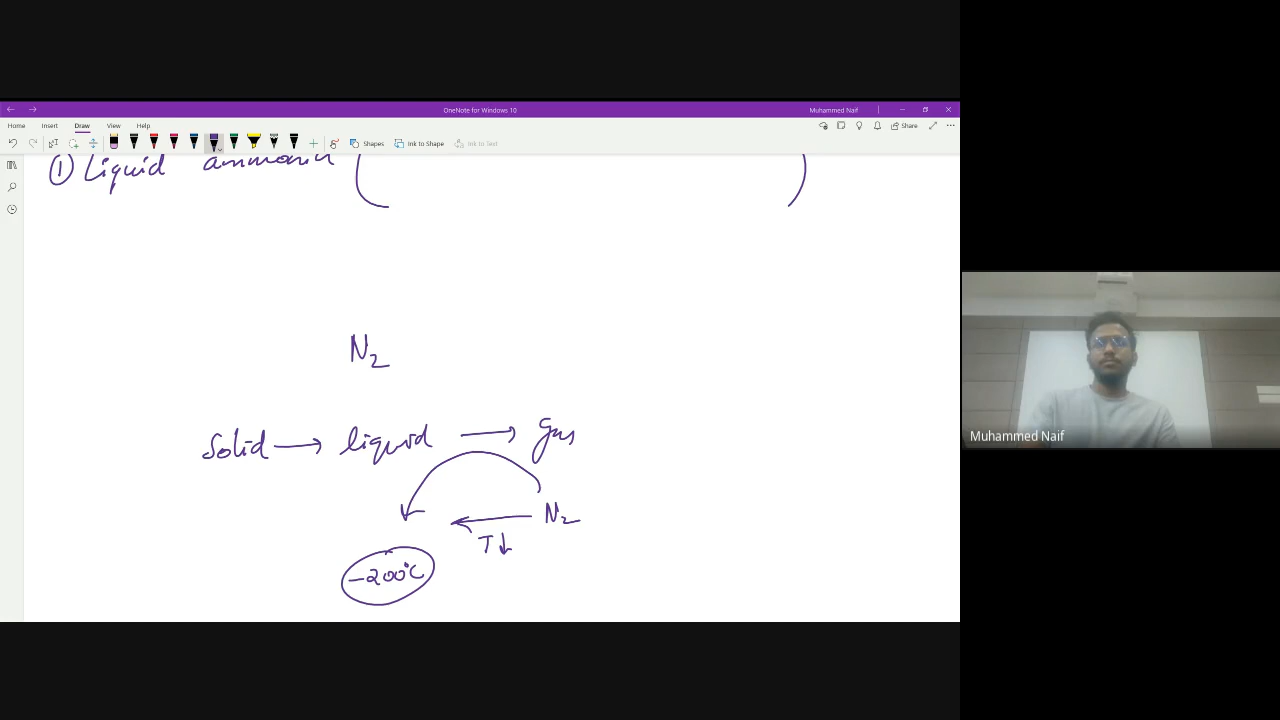 OneNote for Windows 10
Muhammed Naif
Home Insert Draw View Help
Share
Shapes Ink to Shape Ink to Text
① Liquid ammonia (                    )
N₂
Solid → liquid → gas
← N₂
T↓
-200°C
Muhammed Naif